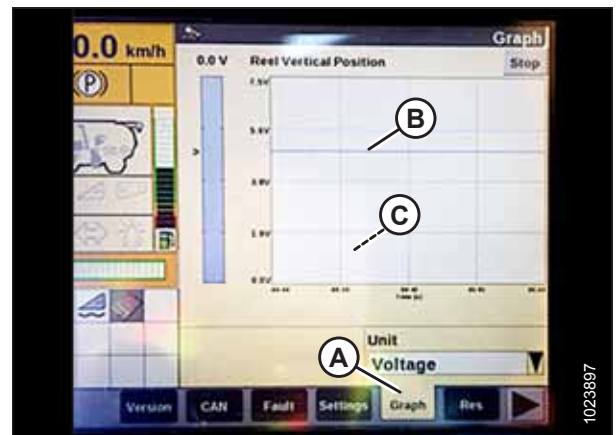 Graph
0.0 km/h
0.0 V Reel Vertical Position Stop
(P)
B
C
Time (s)
Unit
A
Voltage
Version CAN Fault Settings Graph Res
1023897